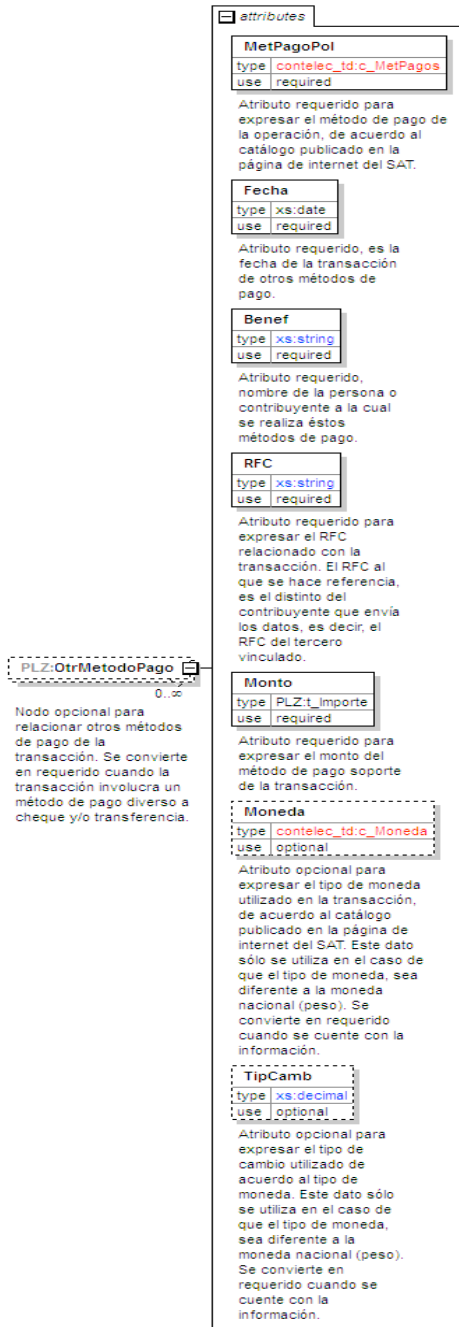 attributes
MetPagoPol
type contelec_td:c_MetPagos
use required
Atributo requerido para
expresar el método de pago de
la operación, de acuerdo al
catálogo publicado en la
página de internet del SAT.
Fecha
type xs:date
use required
Atributo requerido, es la
fecha de la transacción
de otros métodos de
pago.
Benef
type xs:string
use required
Atributo requerido,
nombre de la persona o
contribuyente a la cual
se realiza éstos
métodos de pago.
RFC
type xs:string
use required
Atributo requerido para
expresar el RFC
relacionado con la
transacción. El RFC al
que se hace referencia,
es el distinto del
contribuyente que envía
los datos, es decir, el
RFC del tercero
vinculado.
PLZ:OtrMetodoPago
0..∞
Nodo opcional para
relacionar otros métodos
de pago de la
transacción. Se convierte
en requerido cuando la
transacción involucra un
método de pago diverso a
cheque y/o transferencia.
Monto
type PLZ:t_Importe
use required
Atributo requerido para
expresar el monto del
método de pago soporte
de la transacción.
Moneda
type contelec_td:c_Moneda
use optional
Atributo opcional para
expresar el tipo de moneda
utilizado en la transacción,
de acuerdo al catálogo
publicado en la página de
internet del SAT. Este dato
sólo se utiliza en el caso de
que el tipo de moneda, sea
diferente a la moneda
nacional (peso). Se
convierte en requerido
cuando se cuente con la
información.
TipCamb
type xs:decimal
use optional
Atributo opcional para
expresar el tipo de
cambio utilizado de
acuerdo al tipo de
moneda. Este dato sólo
se utiliza en el caso de
que el tipo de moneda,
sea diferente a la
moneda nacional (peso).
Se convierte en
requerido cuando se
cuente con la
información.